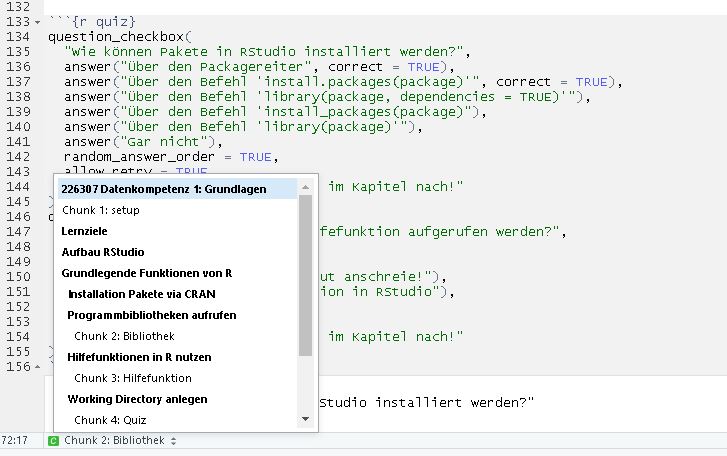 132
133 ```{r quiz}
134 question_checkbox(
135 "Wie können Pakete in RStudio installiert werden?",
136 answer("Über den Packagereiter", correct = TRUE),
137 answer("Über den Befehl 'install.packages(package)'", correct = TRUE),
138 answer("Über den Befehl 'library(package, dependencies = TRUE)'"),
139 answer("Über den Befehl 'install_packages(package)"),
140 answer("Über den Befehl 'library(package)'"),
141 answer("Gar nicht"),
142 random_answer_order = TRUE,
143 allow_retry = TRUE
144 im Kapitel nach!"
145 )
146
147 fefunktion aufgerufen werden?",
148
149
150 ut anschreie!"),
151 ion in RStudio"),
152
153
154 im Kapitel nach!"
155 )
156
226307 Datenkompetenz 1: Grundlagen
Chunk 1: setup
Lernziele
Aufbau RStudio
Grundlegende Funktionen von R
Installation Pakete via CRAN
Programmbibliotheken aufrufen
Chunk 2: Bibliothek
Hilfefunktionen in R nutzen
Chunk 3: Hilfefunktion
Working Directory anlegen
Chunk 4: Quiz
Studio installiert werden?"
72:17 C Chunk 2: Bibliothek